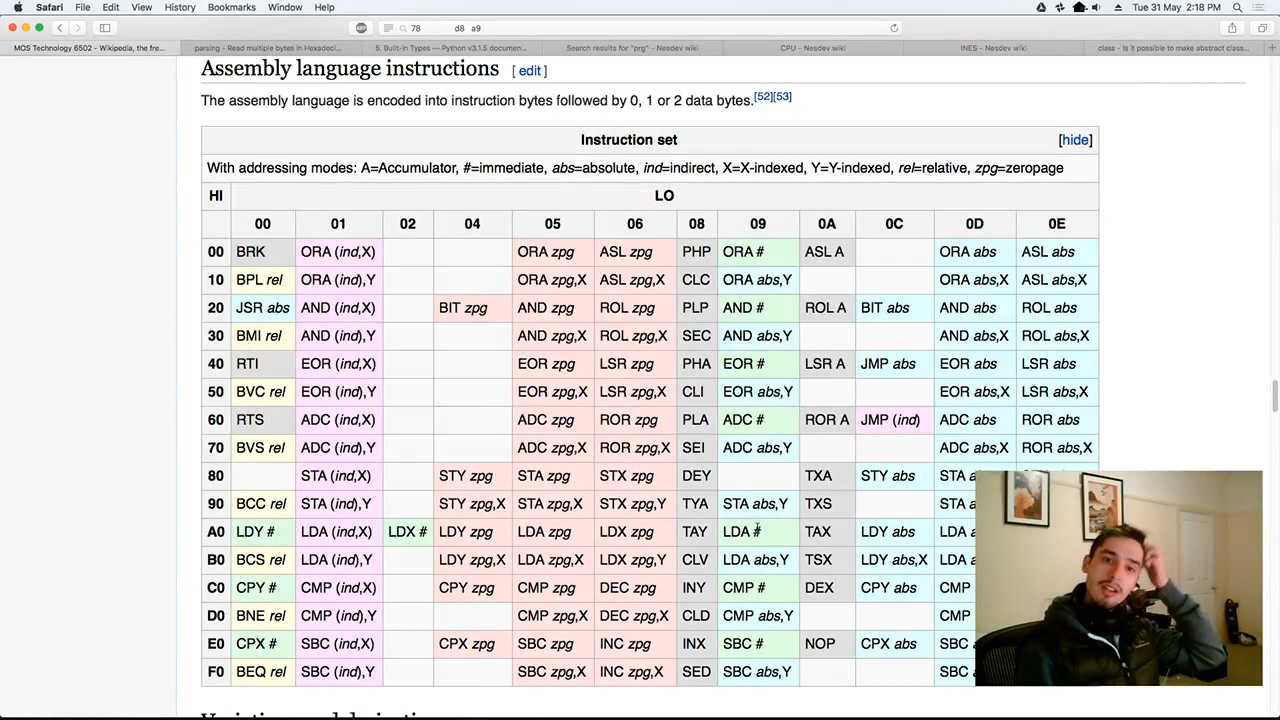 Safari File Edit View History Bookmarks Window Help Tue 31 May 2:18 PM
78 d8 a9
MOS Technology 6502 - Wikipedia, the fre... parsing - Read multiple bytes in Hexadeci... 5. Built-in Types — Python v3.1.5 documen... Search results for "prg" - Nesdev wiki CPU - Nesdev wiki INES - Nesdev wiki class - Is it possible to make abstract class...
Assembly language instructions [ edit ]
The assembly language is encoded into instruction bytes followed by 0, 1 or 2 data bytes.[52][53]
Instruction set [hide]
With addressing modes: A=Accumulator, #=immediate, abs=absolute, ind=indirect, X=X-indexed, Y=Y-indexed, rel=relative, zpg=zeropage
HI LO
00 01 02 04 05 06 08 09 0A 0C 0D 0E
00 BRK ORA (ind,X) ORA zpg ASL zpg PHP ORA # ASL A ORA abs ASL abs
10 BPL rel ORA (ind),Y ORA zpg,X ASL zpg,X CLC ORA abs,Y ORA abs,X ASL abs,X
20 JSR abs AND (ind,X) BIT zpg AND zpg ROL zpg PLP AND # ROL A BIT abs AND abs ROL abs
30 BMI rel AND (ind),Y AND zpg,X ROL zpg,X SEC AND abs,Y AND abs,X ROL abs,X
40 RTI EOR (ind,X) EOR zpg LSR zpg PHA EOR # LSR A JMP abs EOR abs LSR abs
50 BVC rel EOR (ind),Y EOR zpg,X LSR zpg,X CLI EOR abs,Y EOR abs,X LSR abs,X
60 RTS ADC (ind,X) ADC zpg ROR zpg PLA ADC # ROR A JMP (ind) ADC abs ROR abs
70 BVS rel ADC (ind),Y ADC zpg,X ROR zpg,X SEI ADC abs,Y ADC abs,X ROR abs,X
80 STA (ind,X) STY zpg STA zpg STX zpg DEY TXA STY abs STA
90 BCC rel STA (ind),Y STY zpg,X STA zpg,X STX zpg,Y TYA STA abs,Y TXS STA
A0 LDY # LDA (ind,X) LDX # LDY zpg LDA zpg LDX zpg TAY LDA # TAX LDY abs LDA
B0 BCS rel LDA (ind),Y LDY zpg,X LDA zpg,X LDX zpg,Y CLV LDA abs,Y TSX LDY abs,X LDA
C0 CPY # CMP (ind,X) CPY zpg CMP zpg DEC zpg INY CMP # DEX CPY abs CMP
D0 BNE rel CMP (ind),Y CMP zpg,X DEC zpg,X CLD CMP abs,Y CMP
E0 CPX # SBC (ind,X) CPX zpg SBC zpg INC zpg INX SBC # NOP CPX abs SBC
F0 BEQ rel SBC (ind),Y SBC zpg,X INC zpg,X SED SBC abs,Y SBC